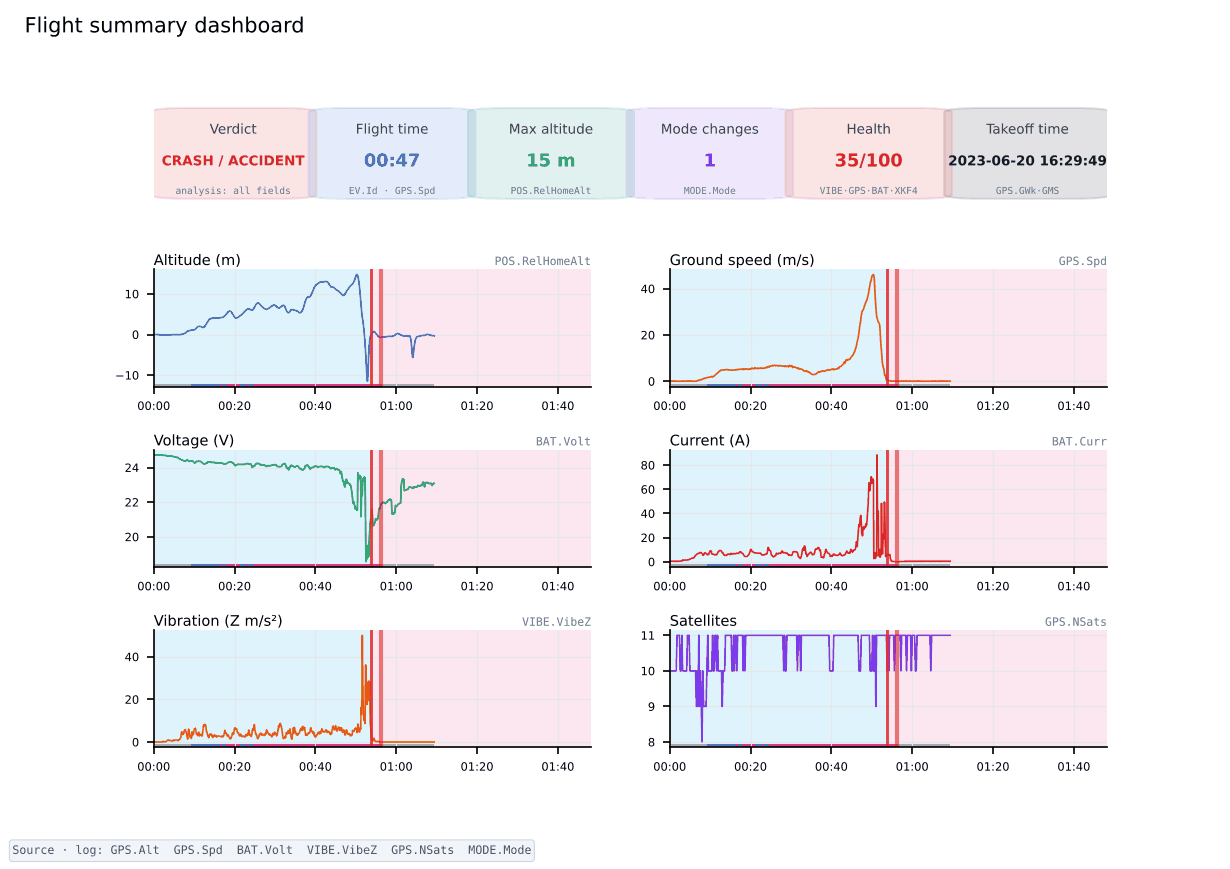 Flight summary dashboard
Verdict Flight time Max altitude Mode changes Health Takeoff time
CRASH / ACCIDENT 00:47 15 m 1 35/100 2023-06-20 16:29:49
analysis: all fields EV.Id · GPS.Spd POS.RelHomeAlt MODE.Mode VIBE·GPS·BAT·XKF4 GPS.GWk·GMS
Altitude (m) POS.RelHomeAlt
10
0
−10
00:00 00:20 00:40 01:00 01:20 01:40
Ground speed (m/s) GPS.Spd
40
20
0
00:00 00:20 00:40 01:00 01:20 01:40
Voltage (V) BAT.Volt
24
22
20
00:00 00:20 00:40 01:00 01:20 01:40
Current (A) BAT.Curr
80
60
40
20
0
00:00 00:20 00:40 01:00 01:20 01:40
Vibration (Z m/s²) VIBE.VibeZ
40
20
0
00:00 00:20 00:40 01:00 01:20 01:40
Satellites GPS.NSats
11
10
9
8
00:00 00:20 00:40 01:00 01:20 01:40
Source · log: GPS.Alt GPS.Spd BAT.Volt VIBE.VibeZ GPS.NSats MODE.Mode